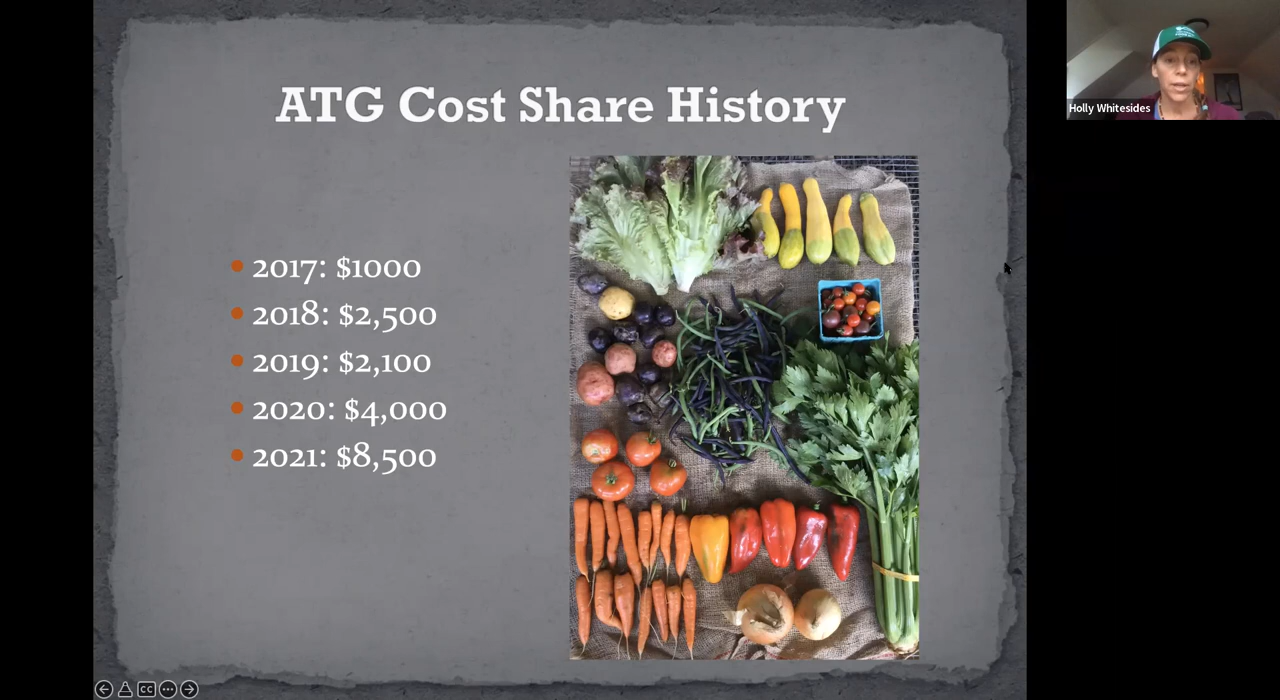 ATG Cost Share History
2017: $1000
2018: $2,500
2019: $2,100
2020: $4,000
2021: $8,500
Holly Whitesides
CC